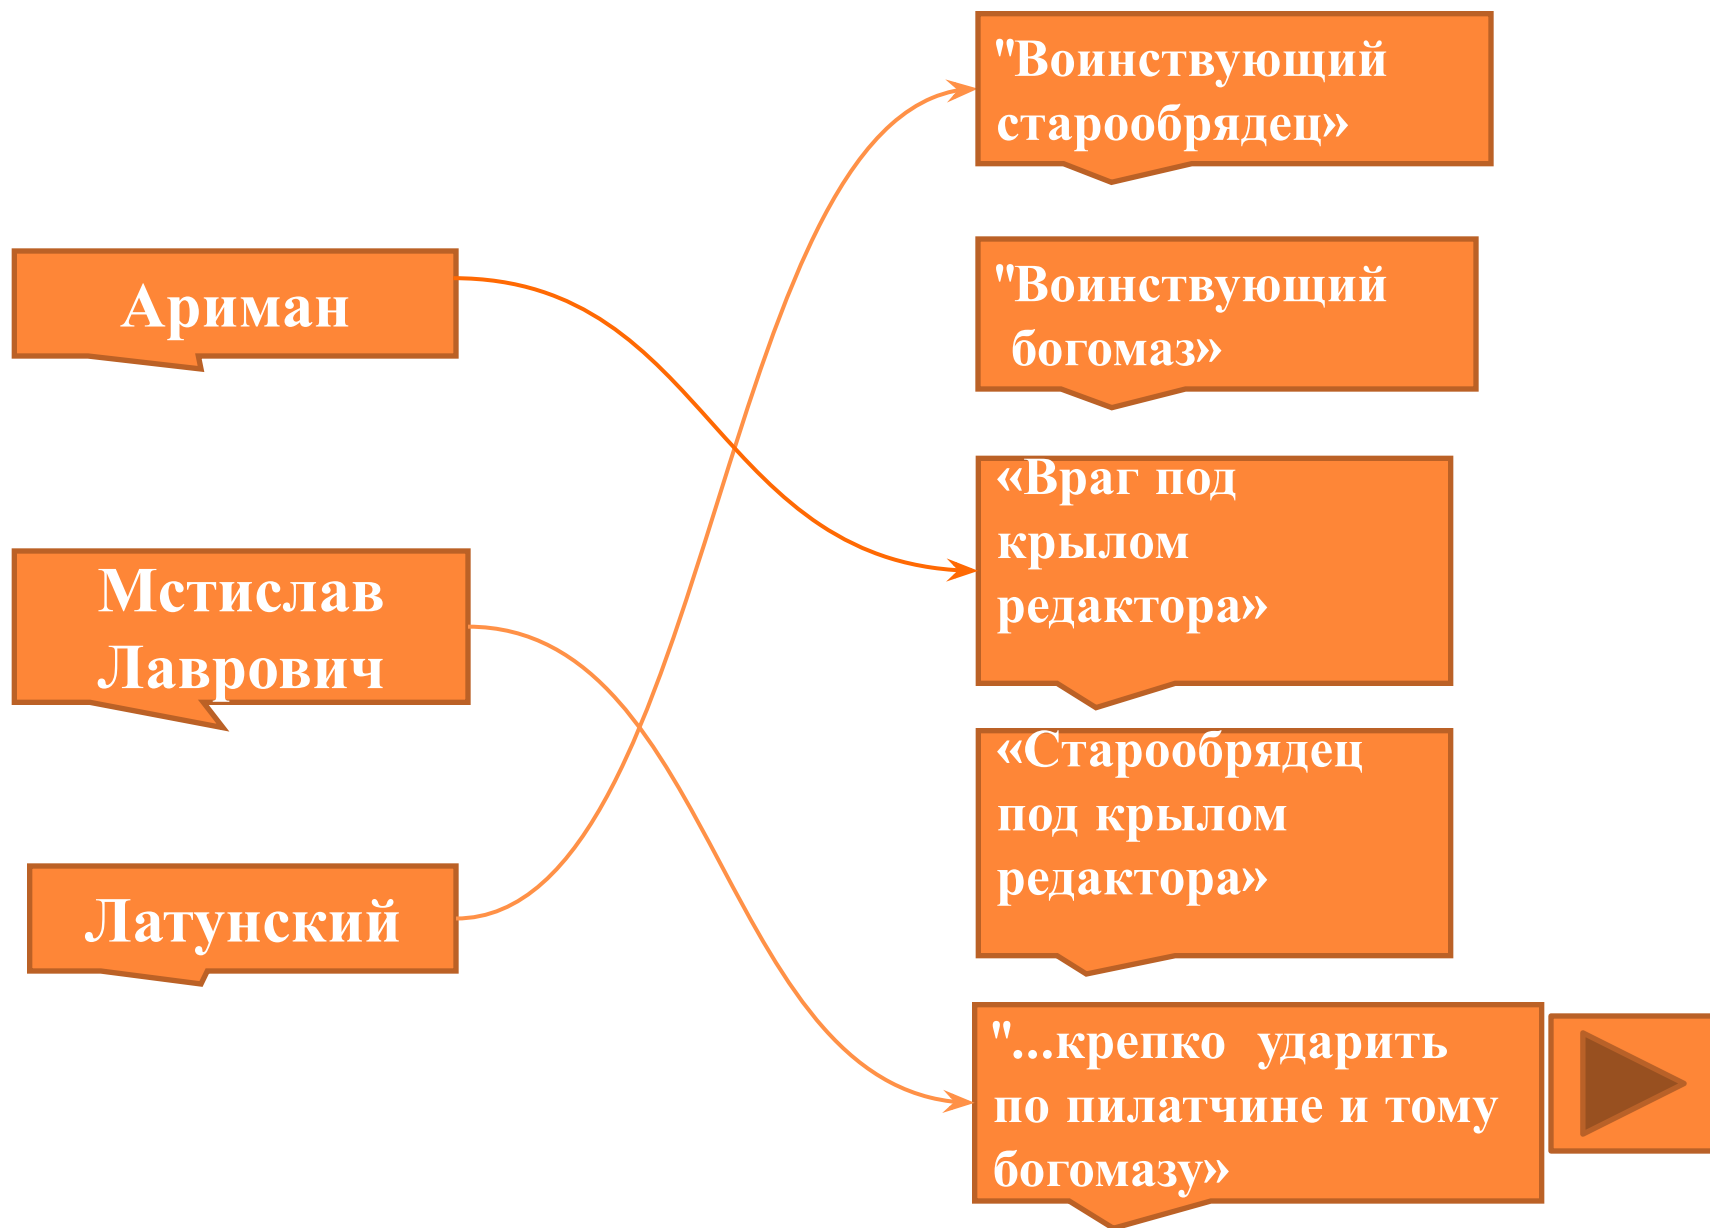 Ариман
Мстислав
Лаврович
Латунский
"Воинствующий
старообрядец»
"Воинствующий
богомаз»
«Враг под
крылом
редактора»
«Старообрядец
под крылом
редактора»
"...крепко ударить
по пилатчине и тому
богомазу»